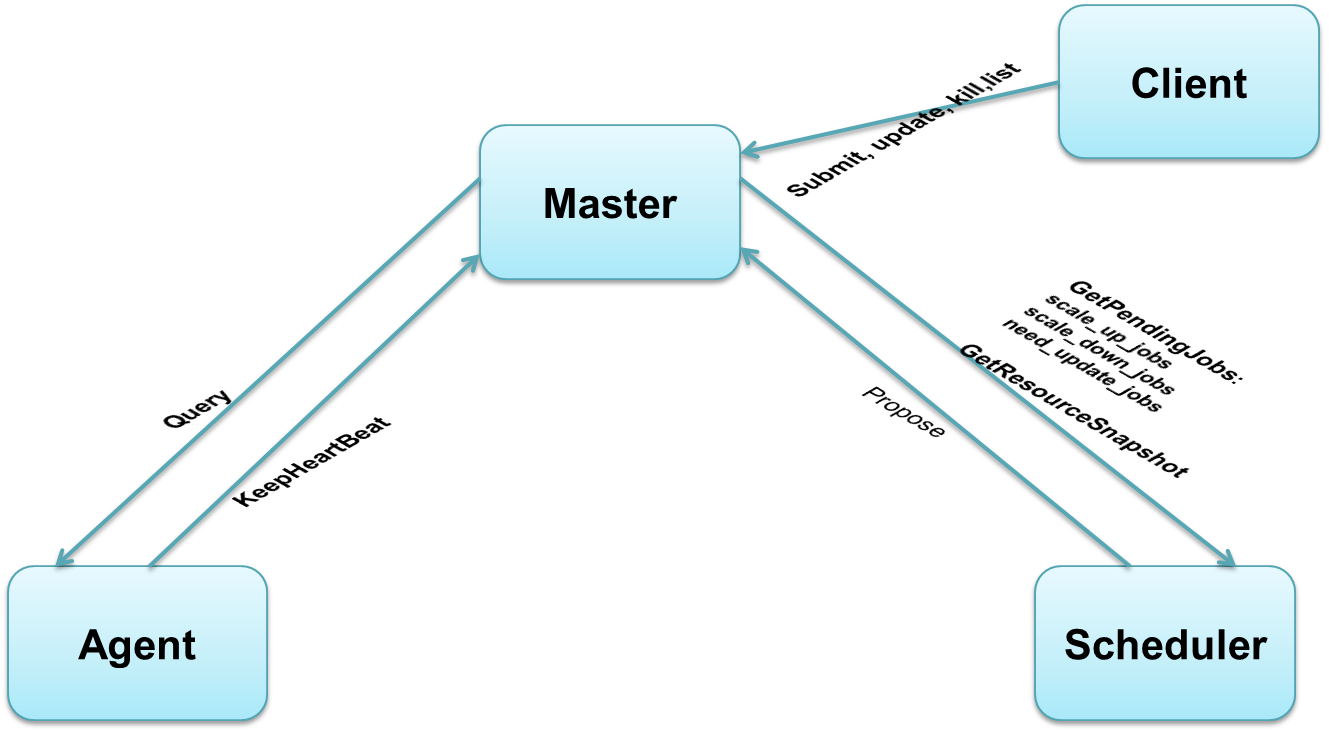 Client
Submit, update, kill,list
Master
GetPendingJobs:
scale_up_jobs
scale_down_jobs
need_update_jobs
GetResourceSnapshot
Propose
Query
KeepHeartBeat
Agent
Scheduler